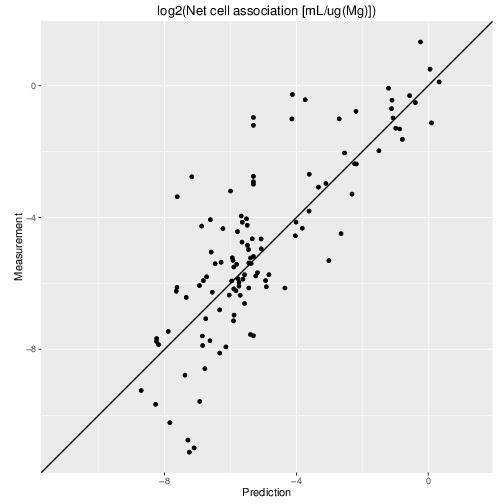 log2(Net cell association [mL/ug(Mg)])
Measurement
0
−4
−8
−8
−4
0
Prediction